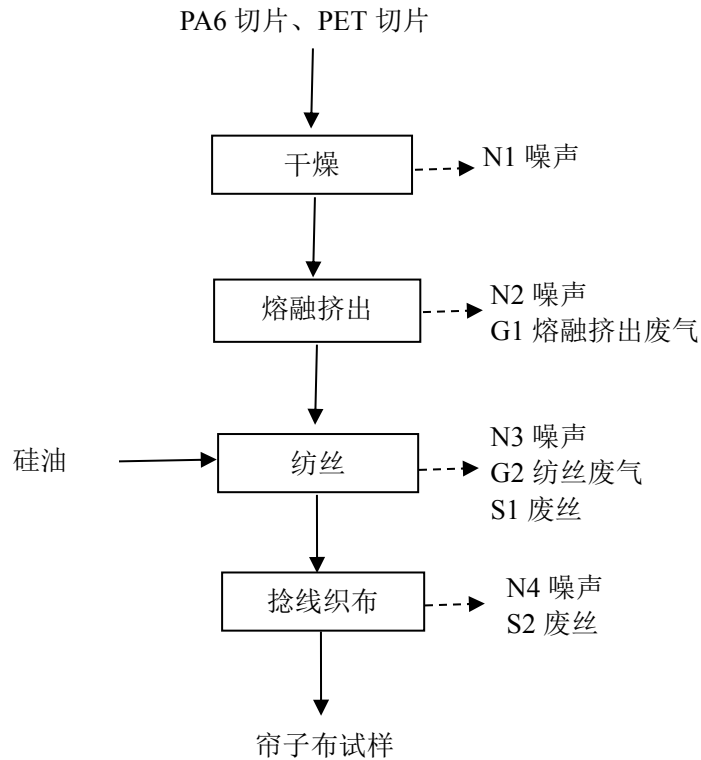 PA6 切片、PET 切片
干燥
N1 噪声
熔融挤出
N2 噪声
G1 熔融挤出废气
硅油
纺丝
N3 噪声
G2 纺丝废气
S1 废丝
捻线织布
N4 噪声
S2 废丝
帘子布试样